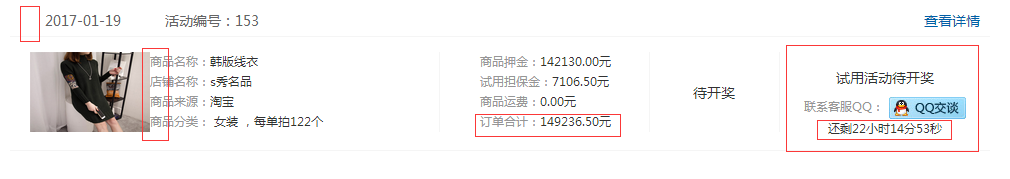 2017-01-19 活动编号：153 查看详情
商品名称：韩版线衣
店铺名称：s秀名品
商品来源：淘宝
商品分类： 女装 ，每单拍122个
商品押金：142130.00元
试用担保金：7106.50元
商品运费：0.00元
订单合计：149236.50元
待开奖
试用活动待开奖
联系客服QQ： QQ交谈
还剩22小时14分53秒